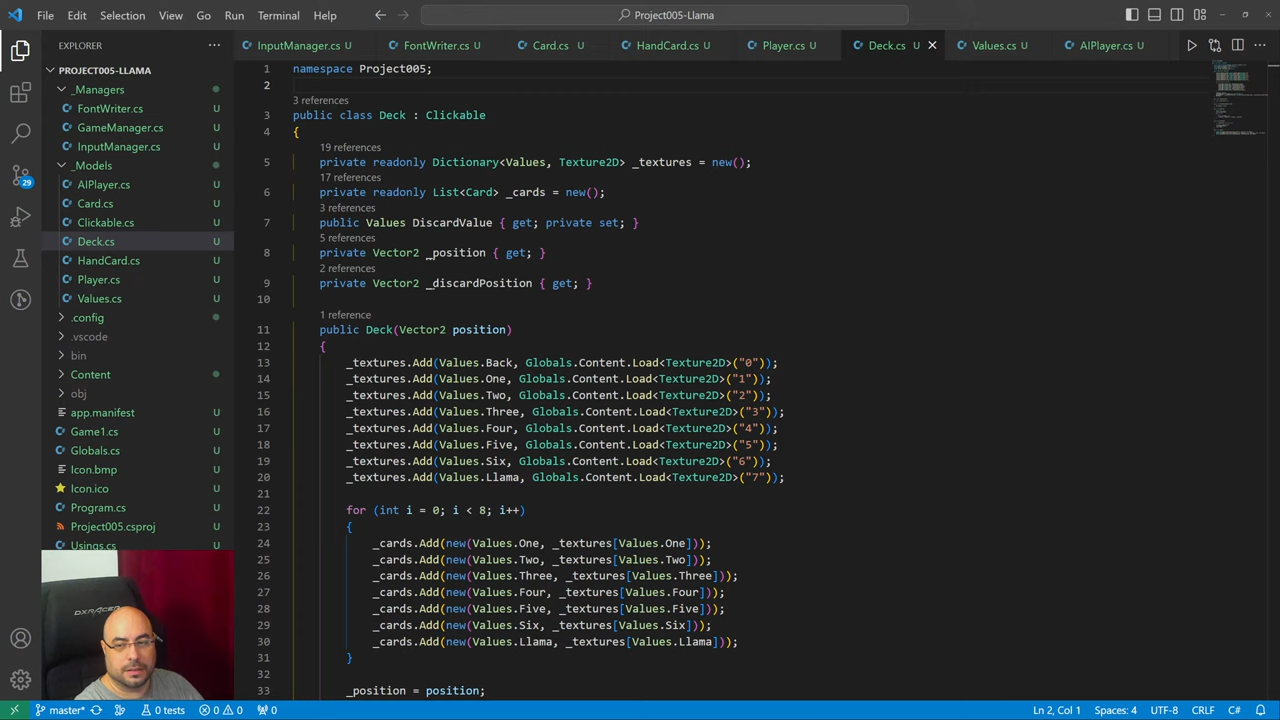 File Edit Selection View Go Run Terminal Help
Project005-Llama
EXPLORER
InputManager.cs U
FontWriter.cs U
Card.cs U
HandCard.cs U
Player.cs U
Deck.cs U
Values.cs U
AIPlayer.cs U
PROJECT005-LLAMA
_Managers
FontWriter.cs U
GameManager.cs U
InputManager.cs U
_Models
AIPlayer.cs U
Card.cs U
Clickable.cs U
Deck.cs U
HandCard.cs U
Player.cs U
Values.cs U
.config
.vscode
bin
Content
obj
app.manifest U
Game1.cs U
Globals.cs U
Icon.bmp U
Icon.ico U
Program.cs U
Project005.csproj U
Usings.cs U
29
1 namespace Project005;
2
3 references
3 public class Deck : Clickable
4 {
19 references
5 private readonly Dictionary<Values, Texture2D> _textures = new();
17 references
6 private readonly List<Card> _cards = new();
3 references
7 public Values DiscardValue { get; private set; }
5 references
8 private Vector2 _position { get; }
2 references
9 private Vector2 _discardPosition { get; }
10
1 reference
11 public Deck(Vector2 position)
12 {
13 _textures.Add(Values.Back, Globals.Content.Load<Texture2D>("0"));
14 _textures.Add(Values.One, Globals.Content.Load<Texture2D>("1"));
15 _textures.Add(Values.Two, Globals.Content.Load<Texture2D>("2"));
16 _textures.Add(Values.Three, Globals.Content.Load<Texture2D>("3"));
17 _textures.Add(Values.Four, Globals.Content.Load<Texture2D>("4"));
18 _textures.Add(Values.Five, Globals.Content.Load<Texture2D>("5"));
19 _textures.Add(Values.Six, Globals.Content.Load<Texture2D>("6"));
20 _textures.Add(Values.Llama, Globals.Content.Load<Texture2D>("7"));
21
22 for (int i = 0; i < 8; i++)
23 {
24 _cards.Add(new(Values.One, _textures[Values.One]));
25 _cards.Add(new(Values.Two, _textures[Values.Two]));
26 _cards.Add(new(Values.Three, _textures[Values.Three]));
27 _cards.Add(new(Values.Four, _textures[Values.Four]));
28 _cards.Add(new(Values.Five, _textures[Values.Five]));
29 _cards.Add(new(Values.Six, _textures[Values.Six]));
30 _cards.Add(new(Values.Llama, _textures[Values.Llama]));
31 }
32
33 _position = position;
DXRACER
master* 0 tests 0 0 0 Ln 2, Col 1 Spaces: 4 UTF-8 CRLF C#